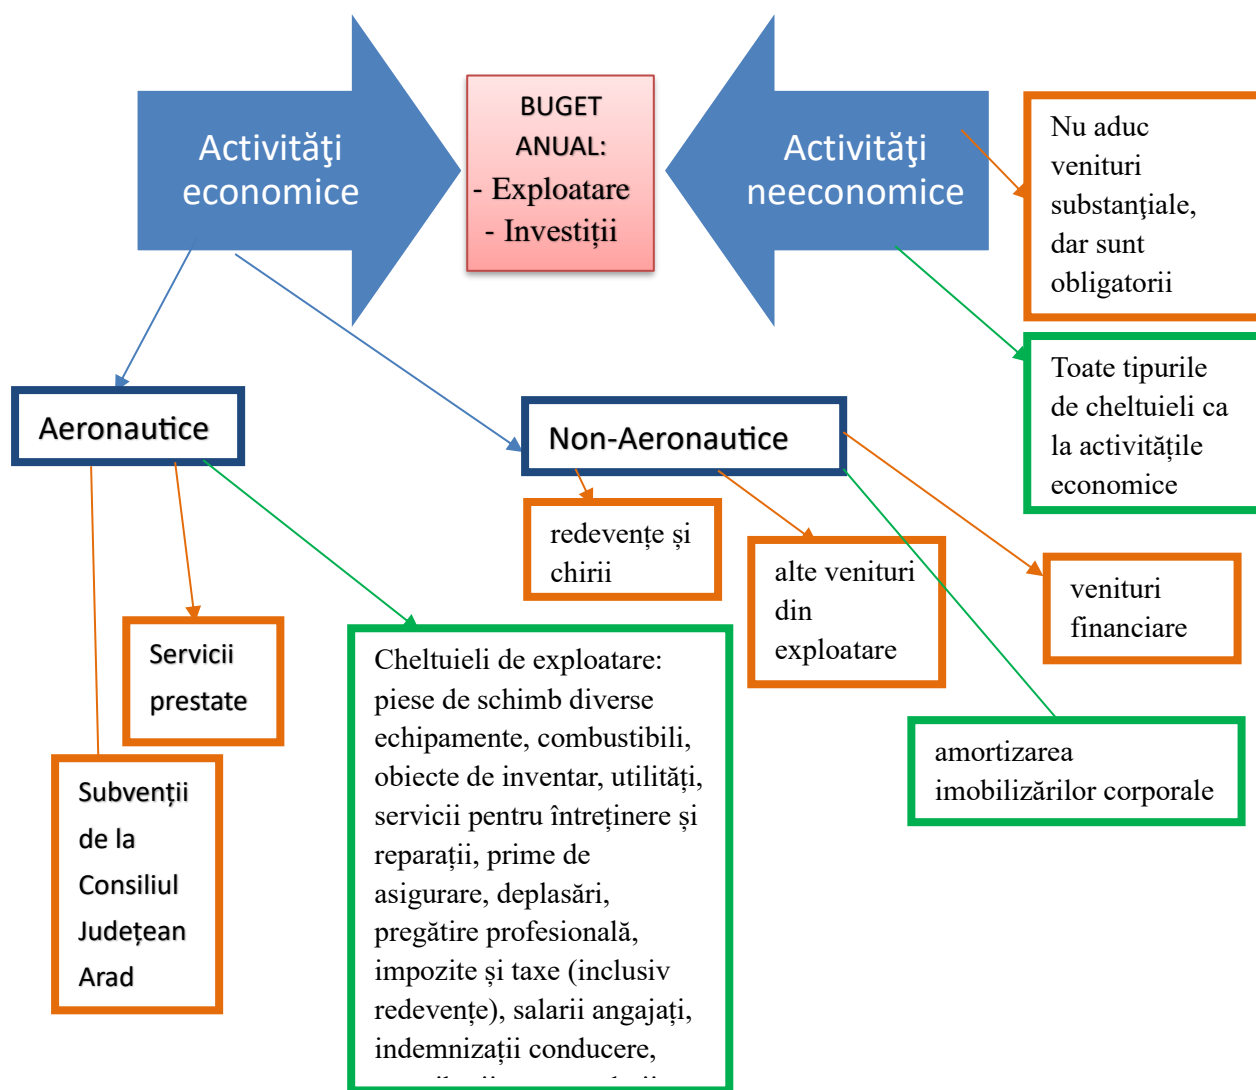 Activităţi
economice
BUGET
ANUAL:
- Exploatare
- Investiții
Activităţi
neeconomice
Nu aduc
venituri
substanţiale,
dar sunt
obligatorii
Toate tipurile
de cheltuieli ca
la activitățile
economice
Aeronautice
Non-Aeronautice
redevențe și
chirii
alte venituri
din
exploatare
venituri
financiare
Servicii
prestate
Subvenții
de la
Consiliul
Județean
Arad
Cheltuieli de exploatare:
piese de schimb diverse
echipamente, combustibili,
obiecte de inventar, utilități,
servicii pentru întreținere și
reparații, prime de
asigurare, deplasări,
pregătire profesională,
impozite și taxe (inclusiv
redevențe), salarii angajați,
indemnizații conducere,
amortizarea
imobilizărilor corporale